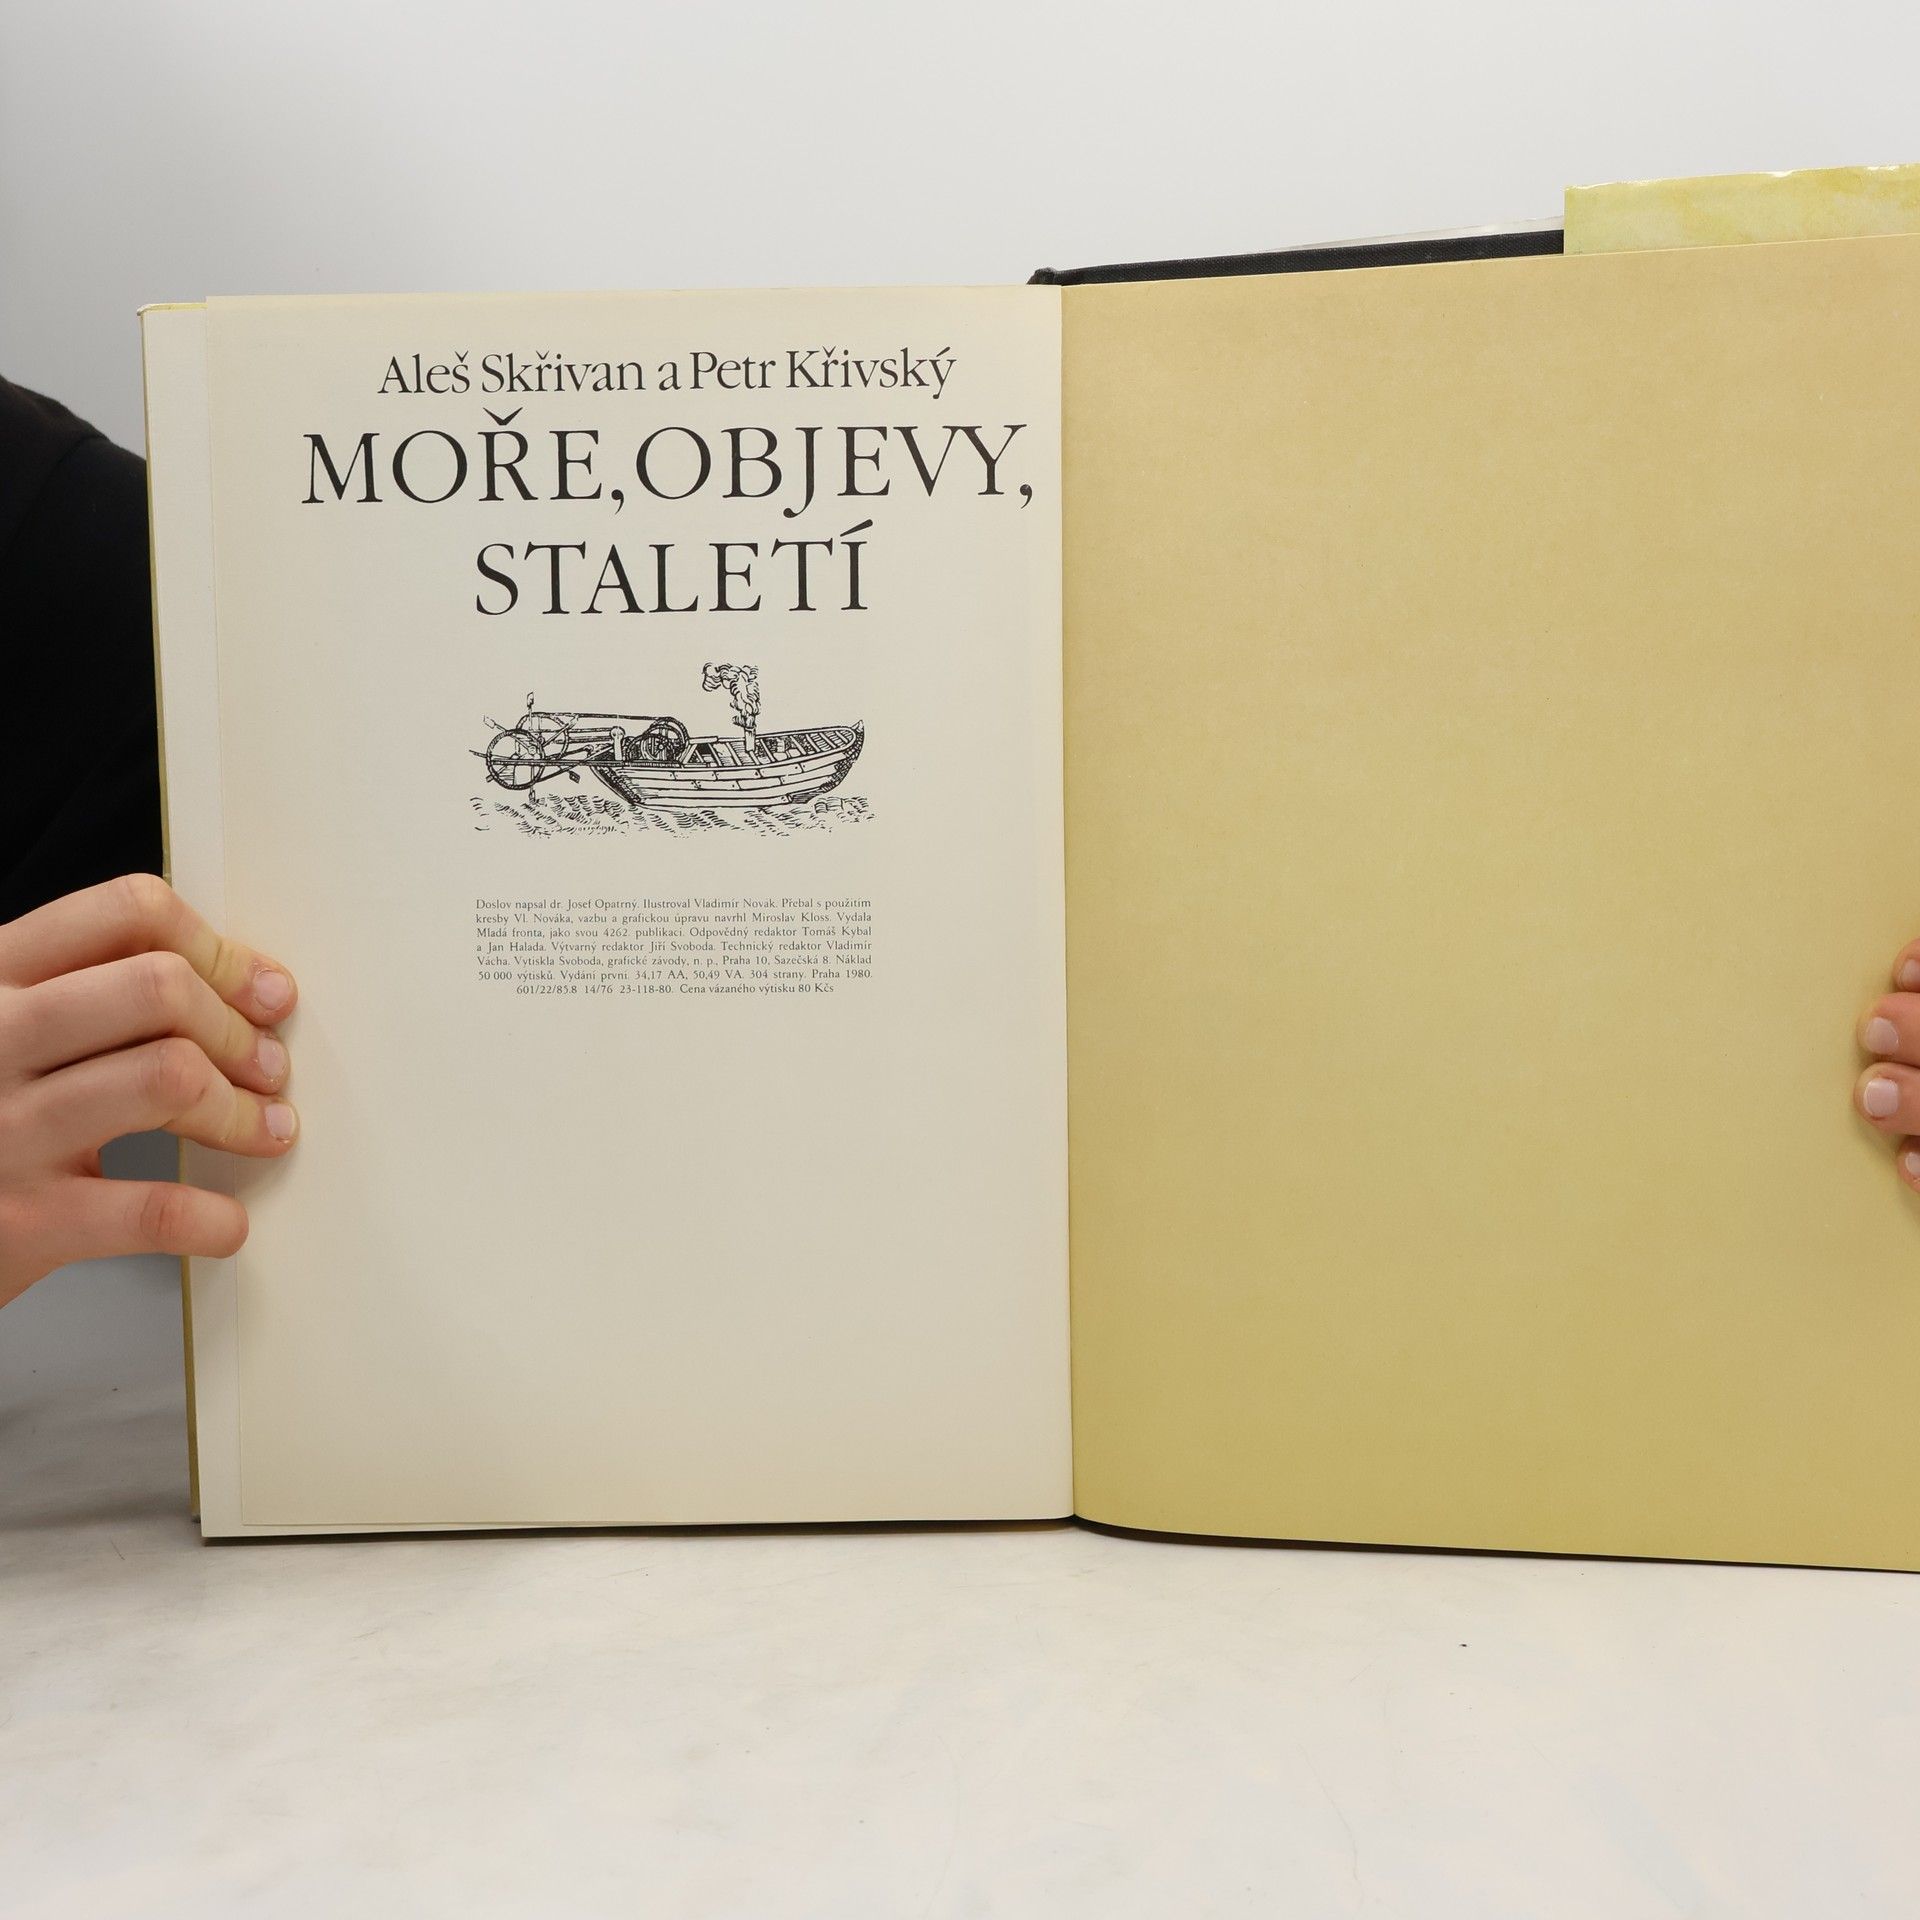 Aleš Skřivan a Petr Křivský
MOŘE, OBJEVY,
STALETÍ
Doslov napsal dr. Josef Opatrný. Ilustroval Vladimír Novák. Přebal s použitím
kresby Vl. Nováka, vazbu a grafickou úpravu navrhl Miroslav Kloss. Vydala
Mladá fronta, jako svou 4262. publikaci. Odpovědný redaktor Tomáš Kybal
a Jan Halada. Výtvarný redaktor Jiří Svoboda. Technický redaktor Vladimír
Vácha. Vytiskla Svoboda, grafické závody, n. p., Praha 10, Sazečská 8. Náklad
50 000 výtisků. Vydání první. 34,17 AA, 50,49 VA. 304 strany. Praha 1980.
601/22/85.8 14/76 23-118-80. Cena vázaného výtisku 80 Kčs